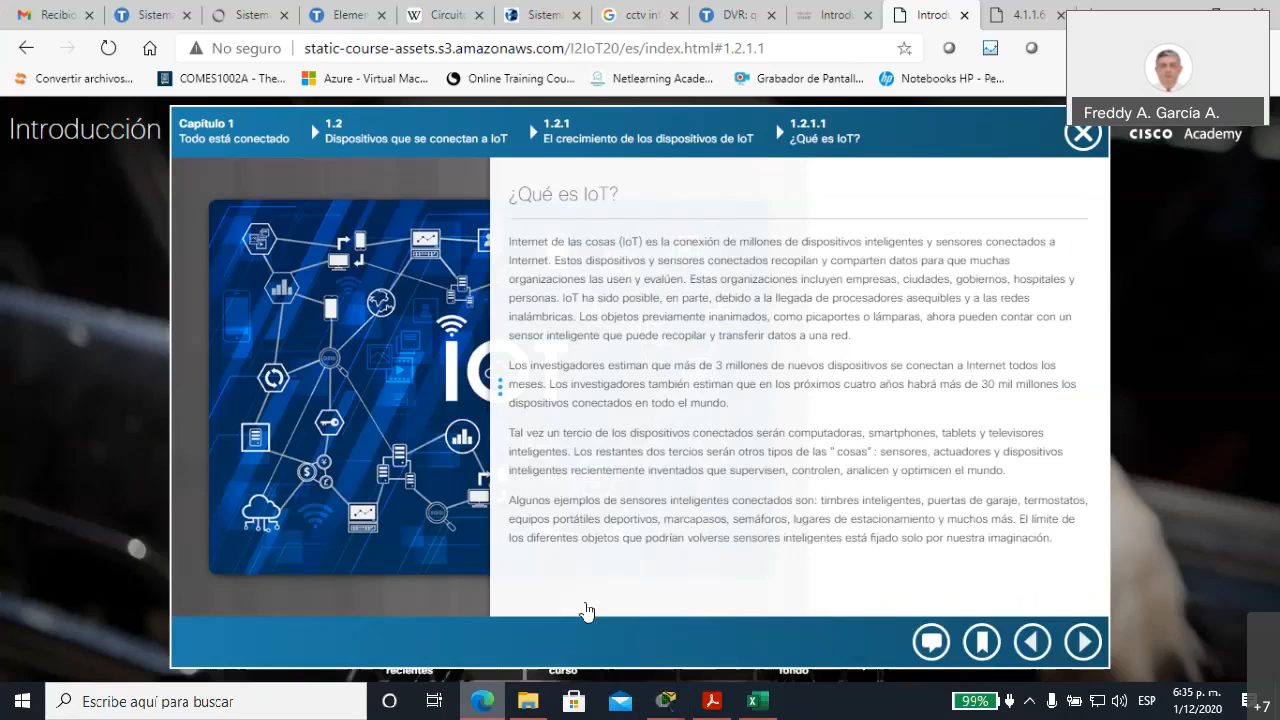 Recibio
Elemen
Circuito
Sistema
cctv inf
DVR: q
Introdu
Introdu
4.1.1.6
No seguro
static-course-assets.s3.amazonaws.com/I2IoT20/es/index.html#1.2.1.1
Convertir archivos...
COMES1002A - The...
Azure - Virtual Mac...
Online Training Cou...
Netlearning Acade...
Grabador de Pantall...
Notebooks HP - Pe...
Freddy A. García A.
Introducción
CISCO Academy
Capítulo 1
Todo está conectado
1.2
Dispositivos que se conectan a IoT
1.2.1
El crecimiento de los dispositivos de IoT
1.2.1.1
¿Qué es IoT?
¿Qué es IoT?
Internet de las cosas (IoT) es la conexión de millones de dispositivos inteligentes y sensores conectados a
Internet. Estos dispositivos y sensores conectados recopilan y comparten datos para que muchas
organizaciones las usen y evalúen. Estas organizaciones incluyen empresas, ciudades, gobiernos, hospitales y
personas. IoT ha sido posible, en parte, debido a la llegada de procesadores asequibles y a las redes
inalámbricas. Los objetos previamente inanimados, como picaportes o lámparas, ahora pueden contar con un
sensor inteligente que puede recopilar y transferir datos a una red.
Los investigadores estiman que más de 3 millones de nuevos dispositivos se conectan a Internet todos los
meses. Los investigadores también estiman que en los próximos cuatro años habrá más de 30 mil millones los
dispositivos conectados en todo el mundo.
Tal vez un tercio de los dispositivos conectados serán computadoras, smartphones, tablets y televisores
inteligentes. Los restantes dos tercios serán otros tipos de las "cosas": sensores, actuadores y dispositivos
inteligentes recientemente inventados que supervisen, controlen, analicen y optimicen el mundo.
Algunos ejemplos de sensores inteligentes conectados son: timbres inteligentes, puertas de garaje, termostatos,
equipos portátiles deportivos, marcapasos, semáforos, lugares de estacionamiento y muchos más. El límite de
los diferentes objetos que podrían volverse sensores inteligentes está fijado solo por nuestra imaginación.
recientes
curso
fondo
Escribe aquí para buscar
99%
ESP
6:35 p. m.
1/12/2020
+7